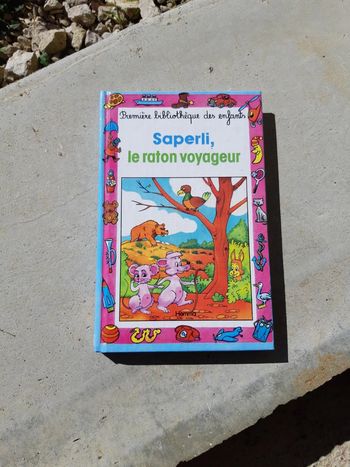 Première bibliothèque des enfants
Saperli,
le raton voyageur
Hemma